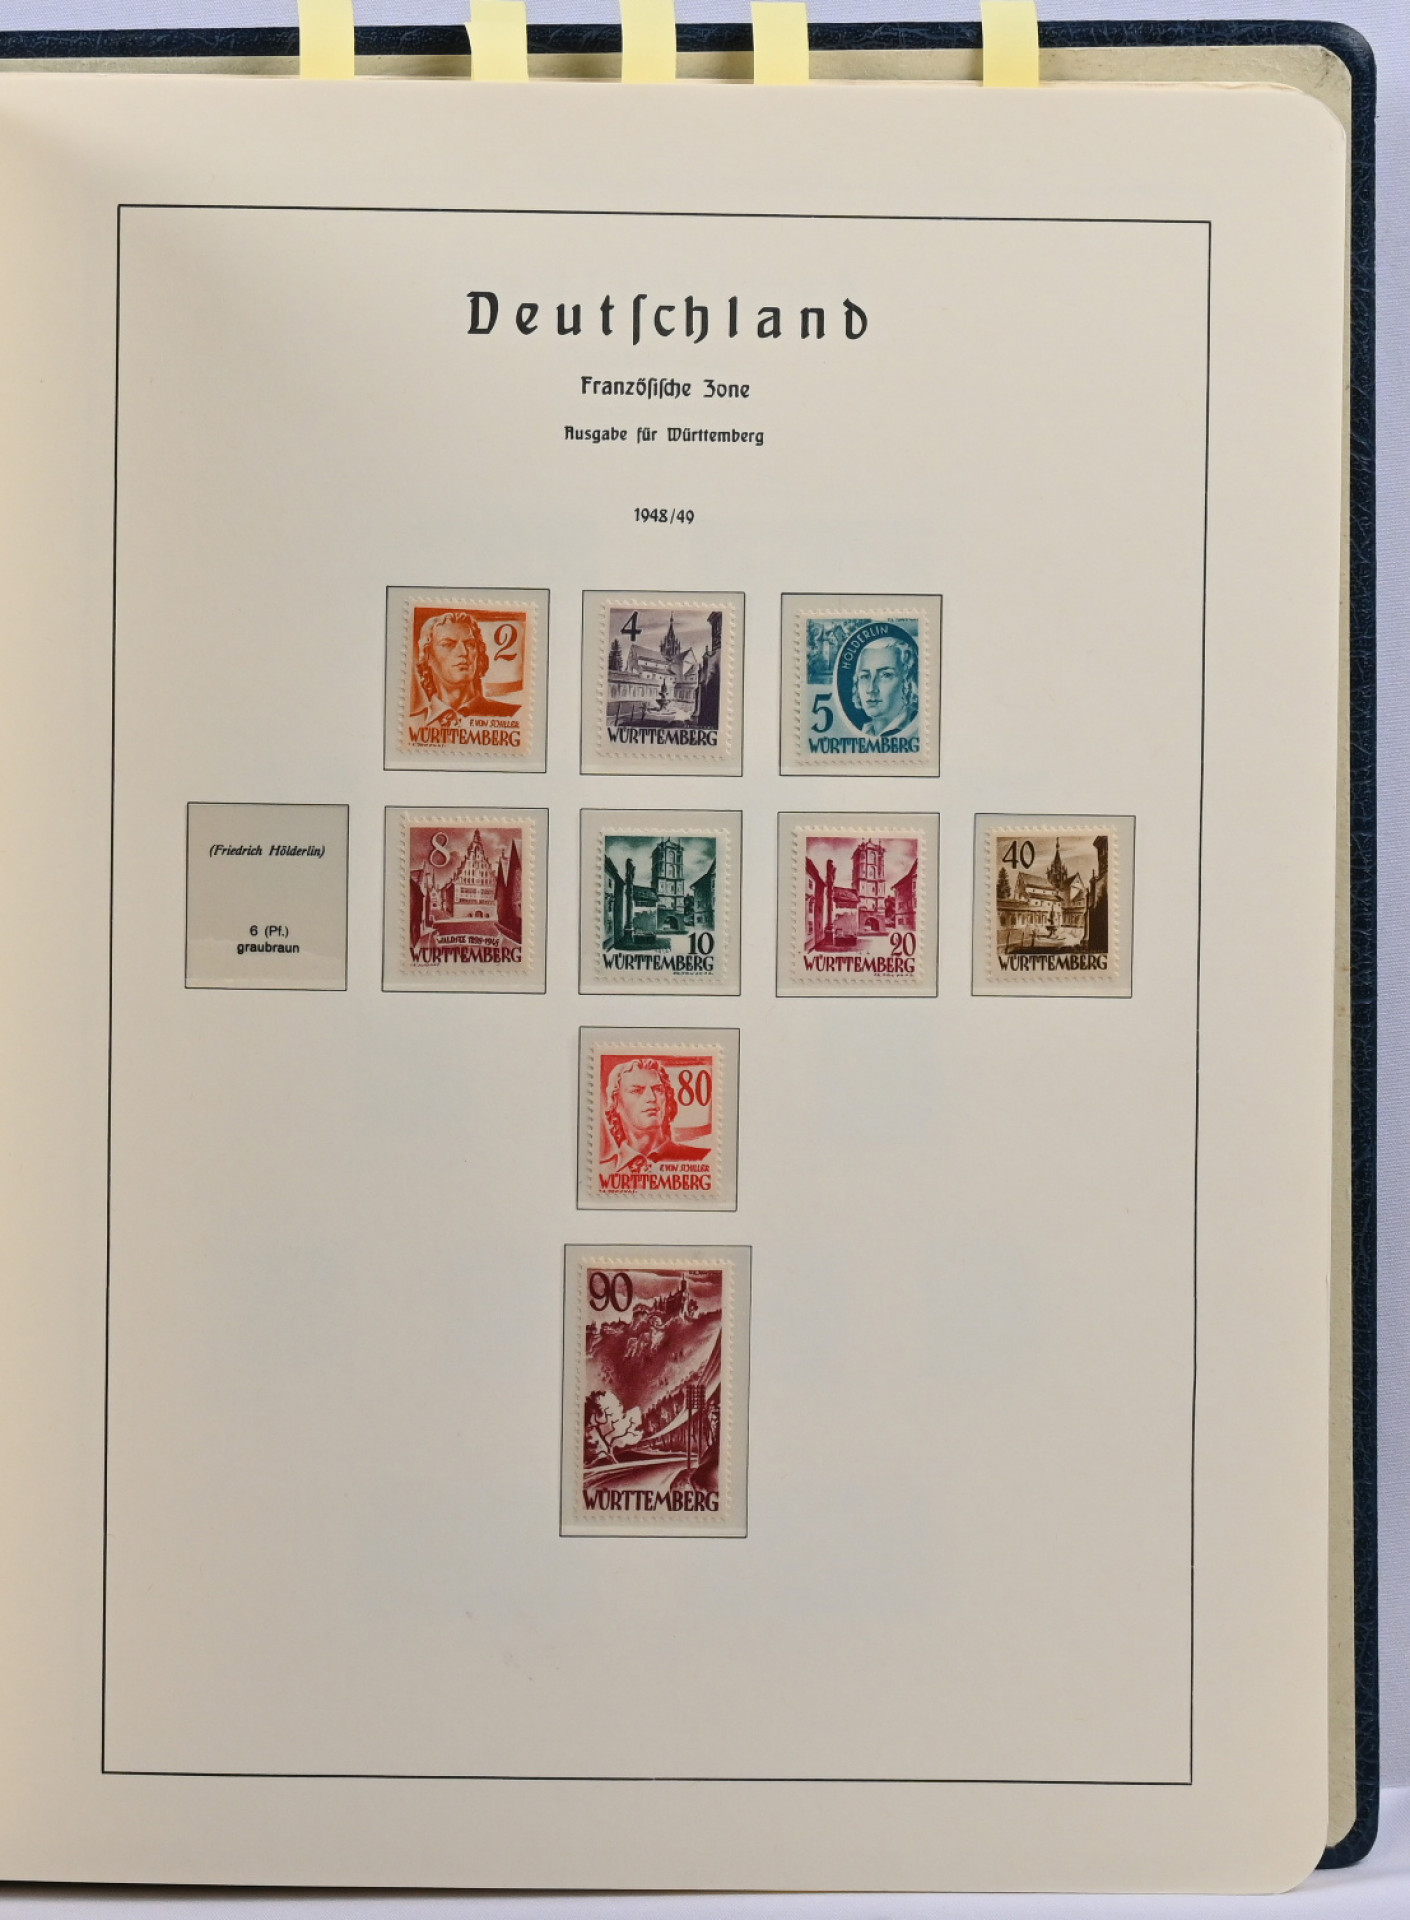 Deutſchland
Franzöſiſche Zone
Ausgabe für Württemberg
1948/49
2
F. VON SCHILLER
WÜRTTEMBERG
4
WÜRTTEMBERG
HÖLDERLIN
5
WÜRTTEMBERG
(Friedrich Hölderlin)
6 (Pf.)
graubraun
8
WÜRTTEMBERG
10
WÜRTTEMBERG
20
WÜRTTEMBERG
40
WÜRTTEMBERG
80
F. VON SCHILLER
WÜRTTEMBERG
90
WÜRTTEMBERG